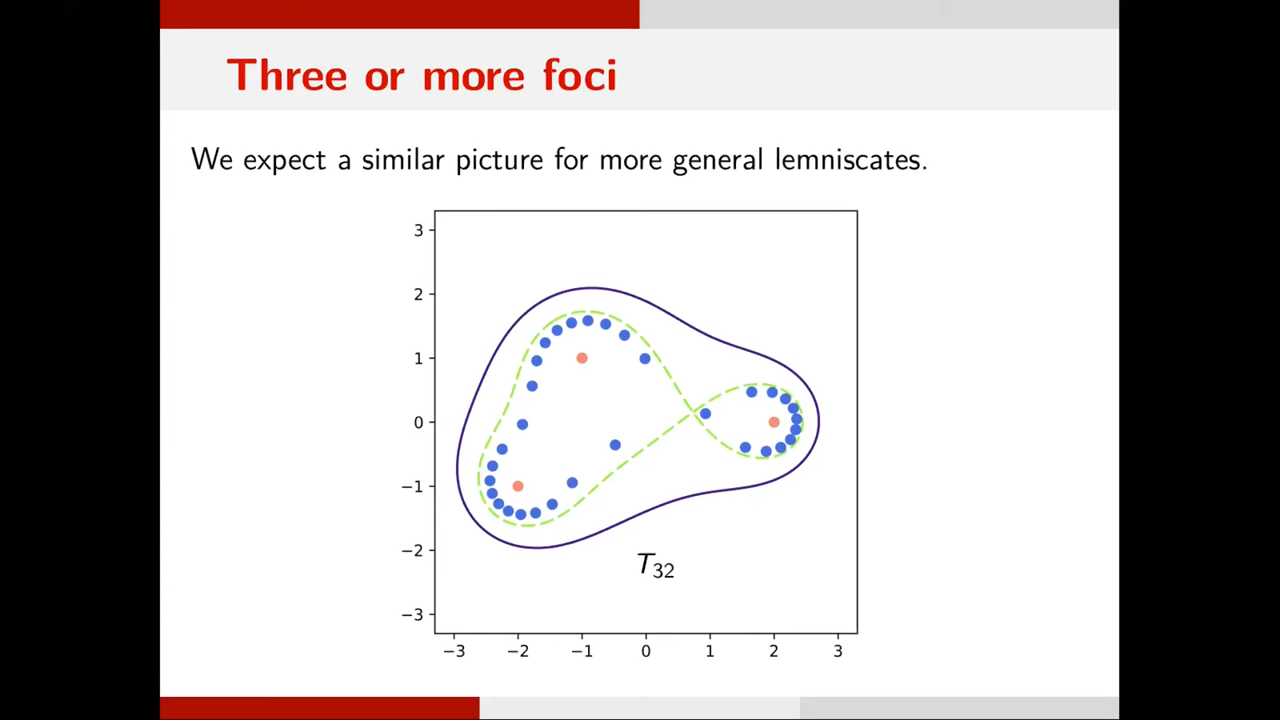 Three or more foci
We expect a similar picture for more general lemniscates.
3
2
1
0
−1
−2
−3
T32
−3 −2 −1 0 1 2 3